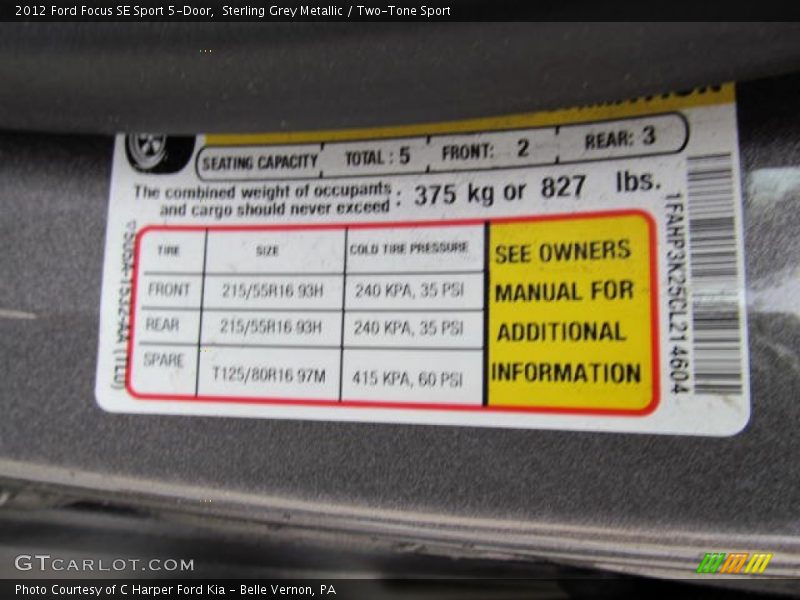 2012 Ford Focus SE Sport 5-Door, Sterling Grey Metallic / Two-Tone Sport
SEATING CAPACITY TOTAL : 5 FRONT: 2 REAR: 3
The combined weight of occupants
and cargo should never exceed : 375 kg or 827 lbs.
TIRE SIZE COLD TIRE PRESSURE
FRONT 215/55R16 93H 240 KPA, 35 PSI
REAR 215/55R16 93H 240 KPA, 35 PSI
SPARE T125/80R16 97M 415 KPA, 60 PSI
SEE OWNERS
MANUAL FOR
ADDITIONAL
INFORMATION
1FAHP3K25CL214604
GTCARLOT.COM
Photo Courtesy of C Harper Ford Kia - Belle Vernon, PA